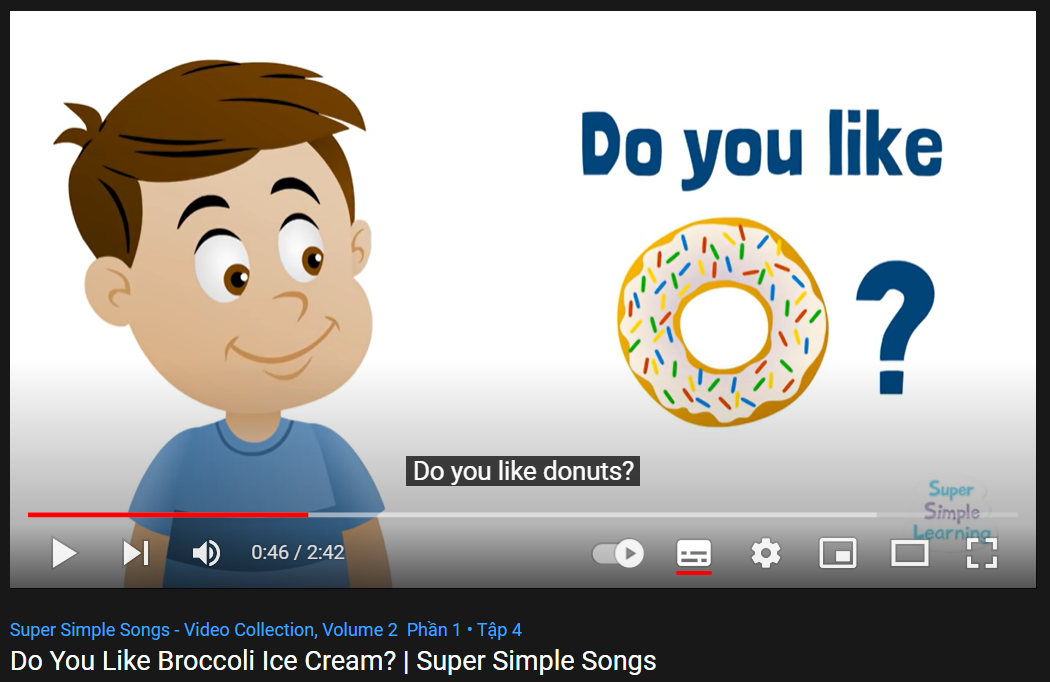 Do you like
?
Do you like donuts?
Super
Simple
Learning
0:46 / 2:42
Super Simple Songs - Video Collection, Volume 2  Phần 1 • Tập 4
Do You Like Broccoli Ice Cream? | Super Simple Songs